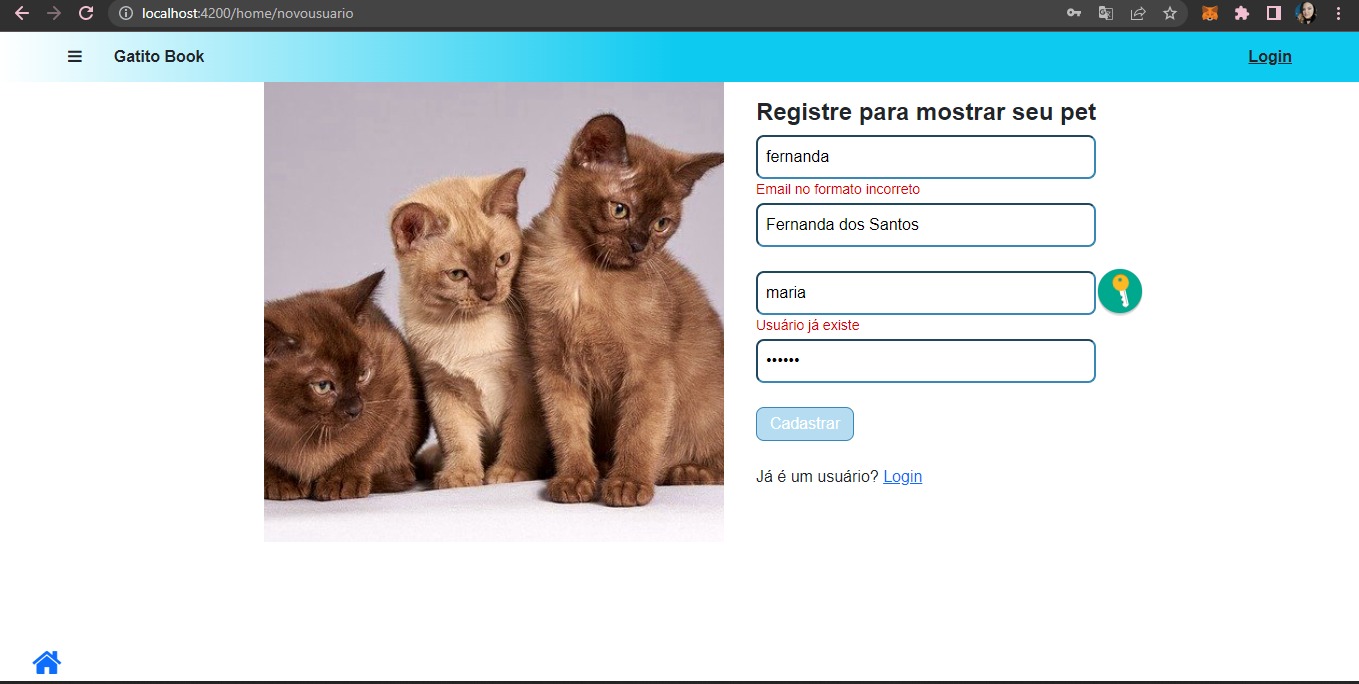 localhost:4200/home/novousuario
Gatito Book
Login
Registre para mostrar seu pet
fernanda
Email no formato incorreto
Fernanda dos Santos
maria
Usuário já existe
••••••
Cadastrar
Já é um usuário? Login